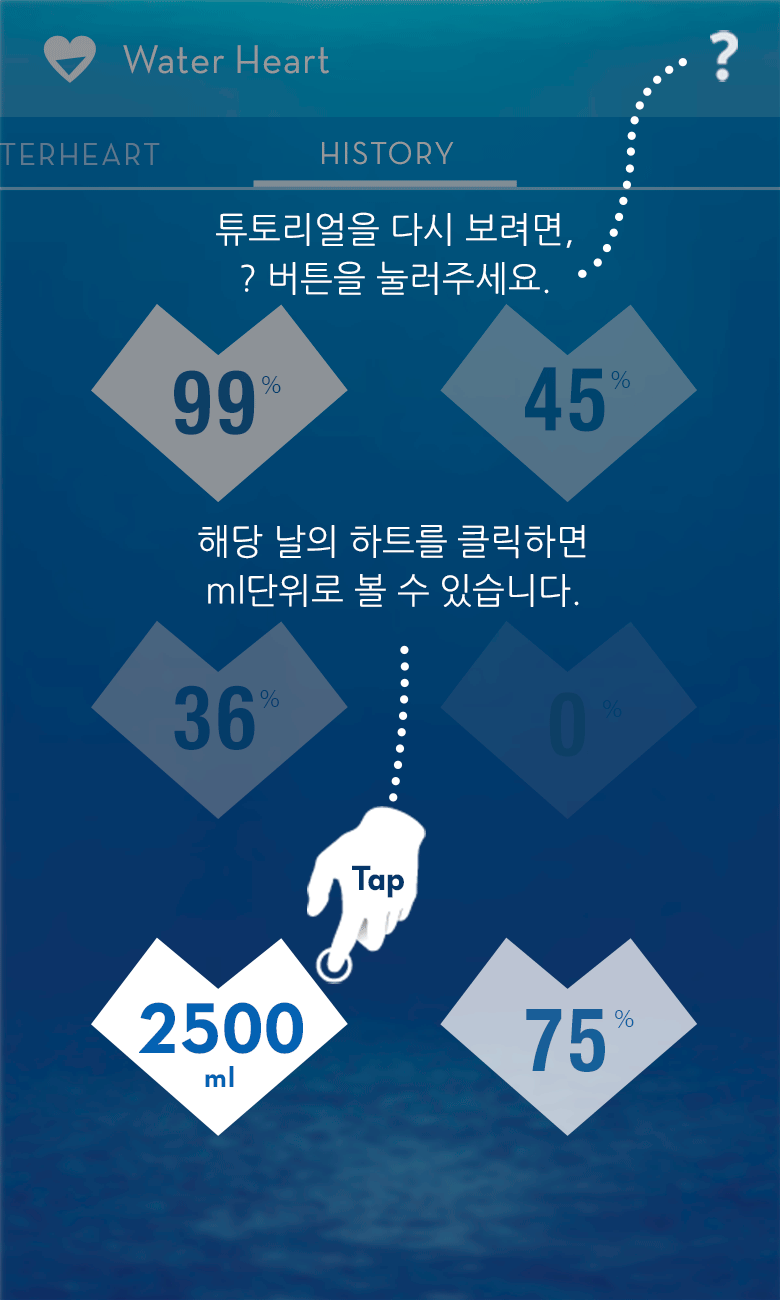 Water Heart
?
TERHEART
HISTORY
튜토리얼을 다시 보려면,
? 버튼을 눌러주세요.
99 %
45 %
해당 날의 하트를 클릭하면
ml단위로 볼 수 있습니다.
36 %
0 %
Tap
2500
ml
75 %